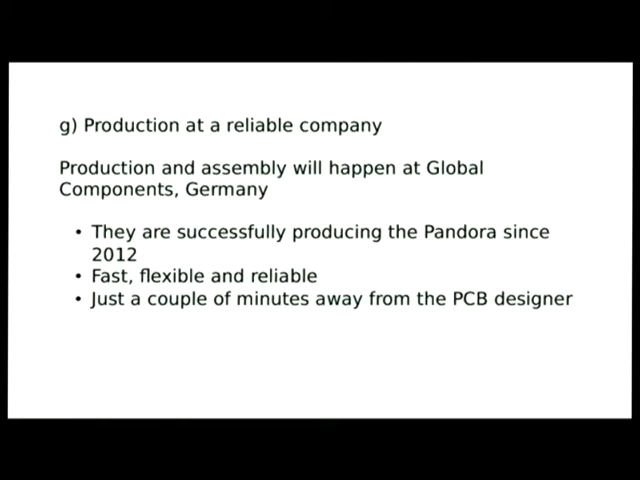 g) Production at a reliable company
Production and assembly will happen at Global
Components, Germany
• They are successfully producing the Pandora since
2012
• Fast, flexible and reliable
• Just a couple of minutes away from the PCB designer